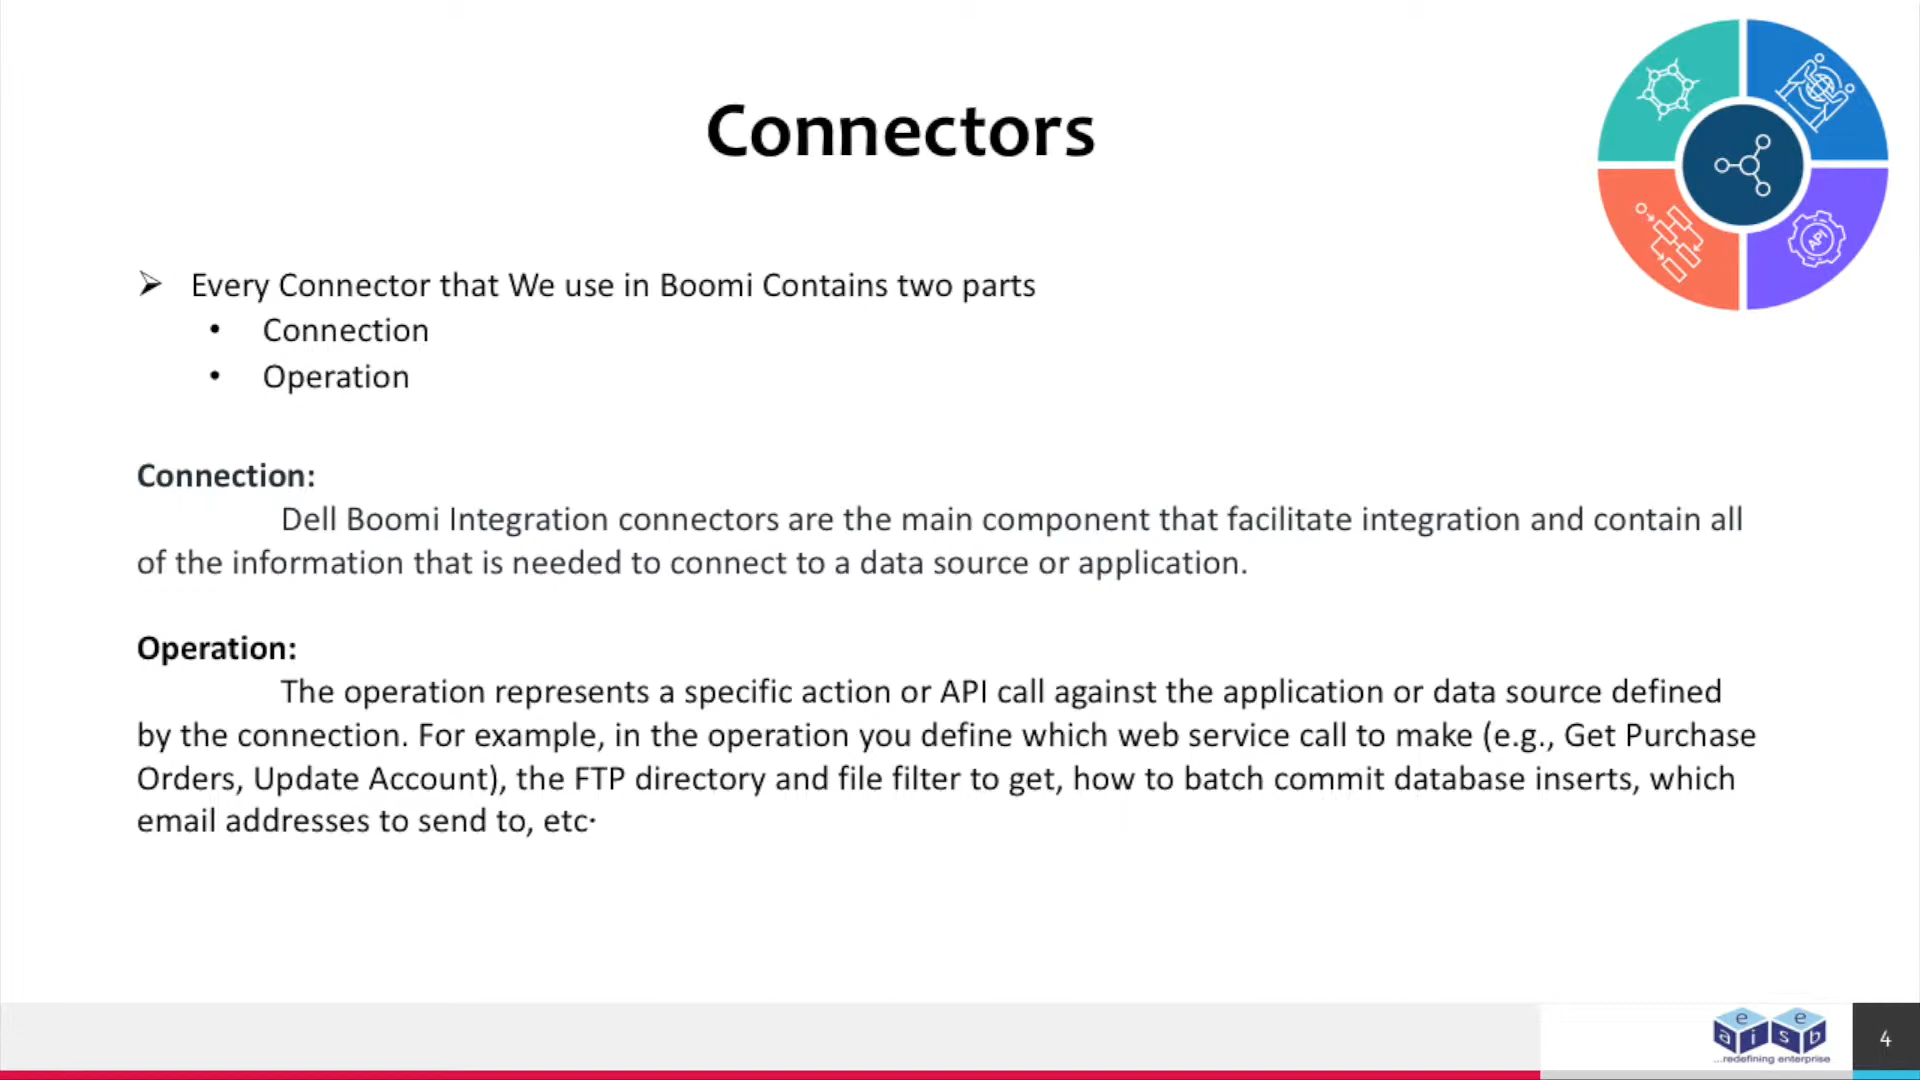 Connectors
API
➢ Every Connector that We use in Boomi Contains two parts
• Connection
• Operation
Connection:
Dell Boomi Integration connectors are the main component that facilitate integration and contain all
of the information that is needed to connect to a data source or application.
Operation:
The operation represents a specific action or API call against the application or data source defined
by the connection. For example, in the operation you define which web service call to make (e.g., Get Purchase
Orders, Update Account), the FTP directory and file filter to get, how to batch commit database inserts, which
email addresses to send to, etc·
e e
a i s b
...redefining enterprise
4